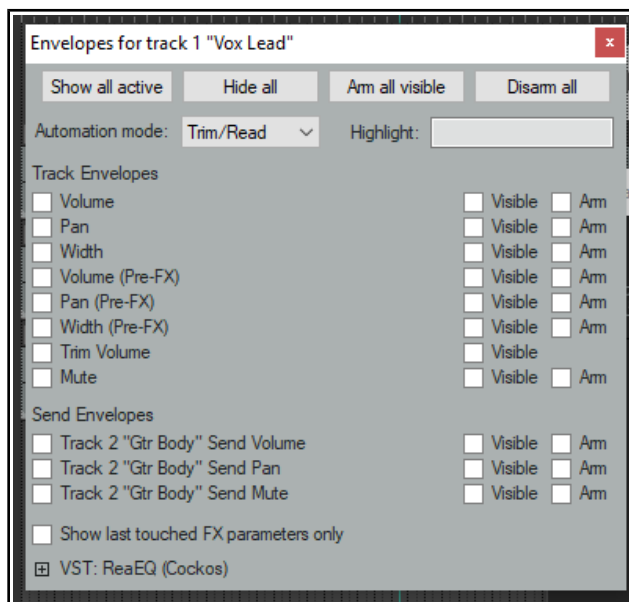 Envelopes for track 1 "Vox Lead" x
Show all active Hide all Arm all visible Disarm all
Automation mode: Trim/Read Highlight:
Track Envelopes
Volume Visible Arm
Pan Visible Arm
Width Visible Arm
Volume (Pre-FX) Visible Arm
Pan (Pre-FX) Visible Arm
Width (Pre-FX) Visible Arm
Trim Volume Visible
Mute Visible Arm
Send Envelopes
Track 2 "Gtr Body" Send Volume Visible Arm
Track 2 "Gtr Body" Send Pan Visible Arm
Track 2 "Gtr Body" Send Mute Visible Arm
Show last touched FX parameters only
VST: ReaEQ (Cockos)